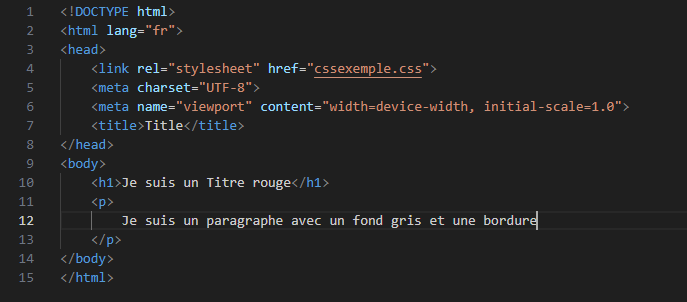 1 <!DOCTYPE html>
2 <html lang="fr">
3 <head>
4     <link rel="stylesheet" href="cssexemple.css">
5     <meta charset="UTF-8">
6     <meta name="viewport" content="width=device-width, initial-scale=1.0">
7     <title>Title</title>
8 </head>
9 <body>
10     <h1>Je suis un Titre rouge</h1>
11     <p>
12         Je suis un paragraphe avec un fond gris et une bordure
13     </p>
14 </body>
15 </html>